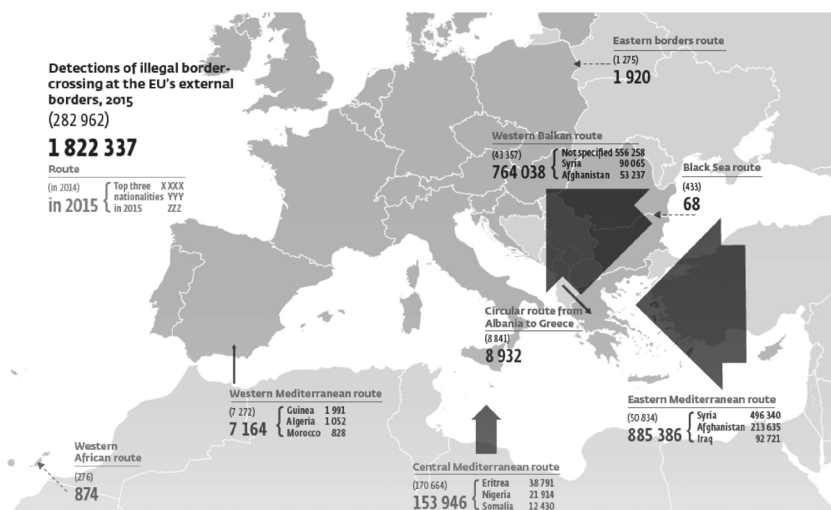 Detections of illegal border-
crossing at the EU's external
borders, 2015
(282 962)
1 822 337
Route
(in 2014)
in 2015
Top three XXXX
nationalities YYY
in 2015 ZZZ
Eastern borders route
(1 275)
1 920
Western Balkan route
(43 357)
764 038
Not specified 556 258
Syria 90 065
Afghanistan 53 237
Black Sea route
(433)
68
Circular route from
Albania to Greece
(8 841)
8 932
Western Mediterranean route
(7 272)
7 164
Guinea 1 991
Algeria 1 052
Morocco 828
Eastern Mediterranean route
(50 834)
885 386
Syria 496 340
Afghanistan 213 635
Iraq 92 721
Western
African route
(276)
874
Central Mediterranean route
(170 664)
153 946
Eritrea 38 791
Nigeria 21 914
Somalia 12 430